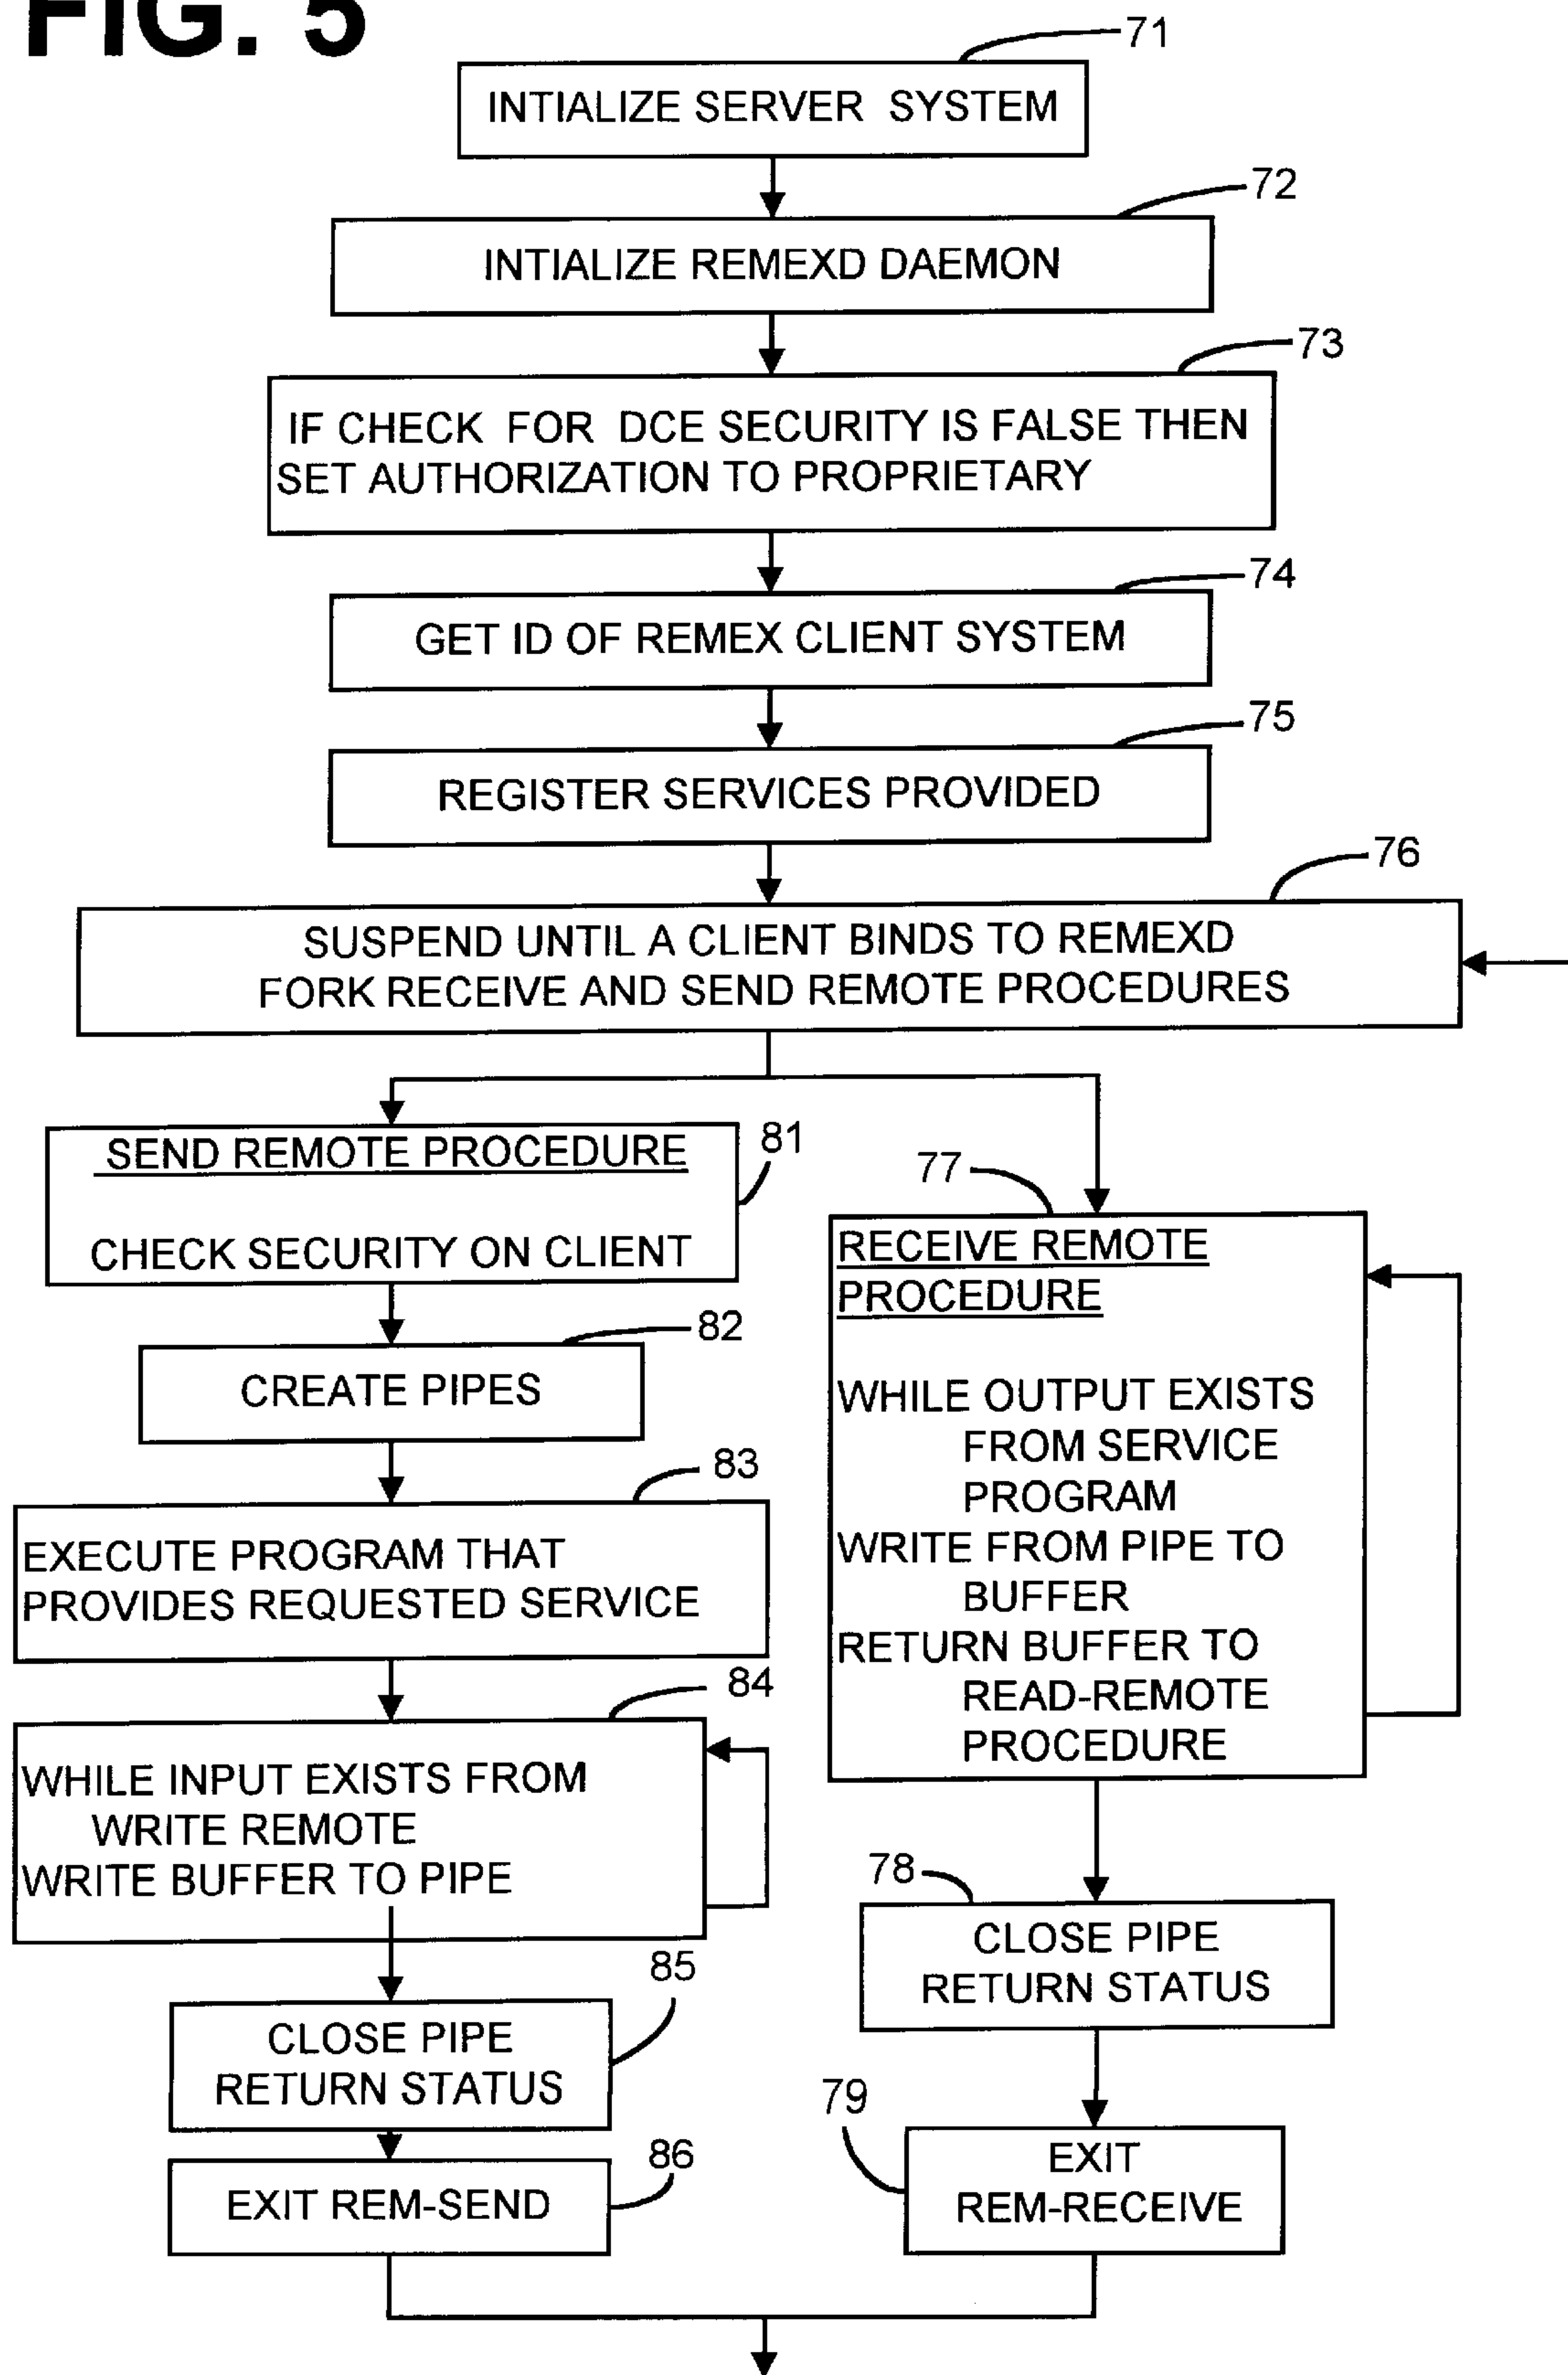 FIG. 5
71
INTIALIZE SERVER SYSTEM
72
INTIALIZE REMEXD DAEMON
73
IF CHECK FOR DCE SECURITY IS FALSE THEN
SET AUTHORIZATION TO PROPRIETARY
74
GET ID OF REMEX CLIENT SYSTEM
75
REGISTER SERVICES PROVIDED
76
SUSPEND UNTIL A CLIENT BINDS TO REMEXD
FORK RECEIVE AND SEND REMOTE PROCEDURES
81
SEND REMOTE PROCEDURE
CHECK SECURITY ON CLIENT
82
CREATE PIPES
83
EXECUTE PROGRAM THAT
PROVIDES REQUESTED SERVICE
84
WHILE INPUT EXISTS FROM
WRITE REMOTE
WRITE BUFFER TO PIPE
85
CLOSE PIPE
RETURN STATUS
86
EXIT REM-SEND
77
RECEIVE REMOTE
PROCEDURE
WHILE OUTPUT EXISTS
FROM SERVICE
PROGRAM
WRITE FROM PIPE TO
BUFFER
RETURN BUFFER TO
READ-REMOTE
PROCEDURE
78
CLOSE PIPE
RETURN STATUS
79
EXIT
REM-RECEIVE